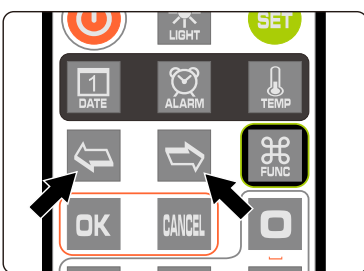 LIGHT
SET
1
DATE
ALARM
TEMP
FUNC
OK
CANCEL